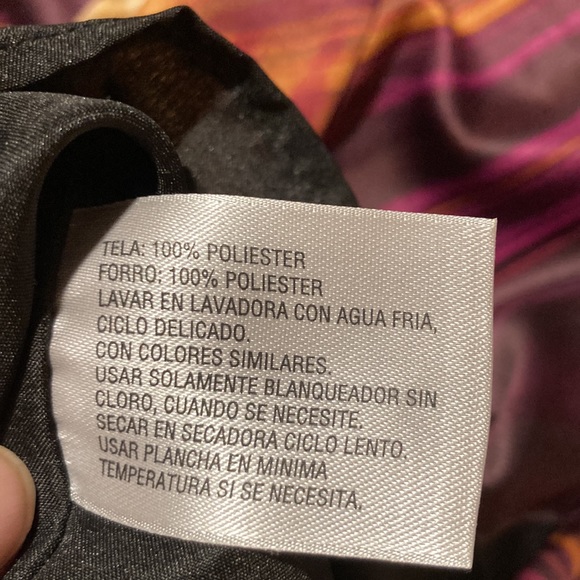 TELA: 100% POLIESTER
FORRO: 100% POLIESTER
LAVAR EN LAVADORA CON AGUA FRIA,
CICLO DELICADO.
CON COLORES SIMILARES.
USAR SOLAMENTE BLANQUEADOR SIN
CLORO, CUANDO SE NECESITE.
SECAR EN SECADORA CICLO LENTO.
USAR PLANCHA EN MINIMA
TEMPERATURA SI SE NECESITA.